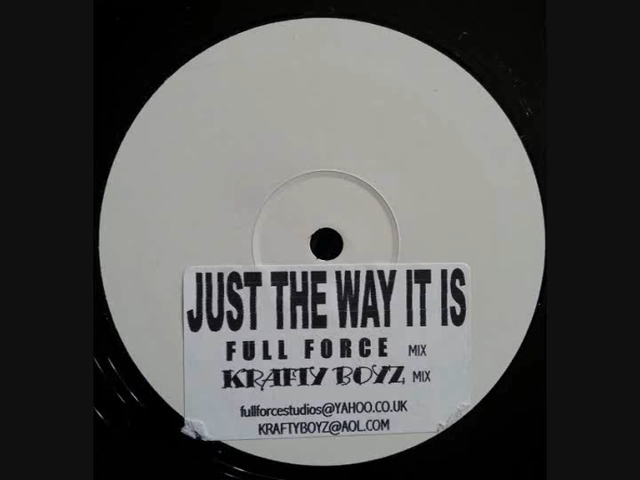 JUST THE WAY IT IS
FULL FORCE MIX
KRAFTY BOYZ MIX
fullforcestudios@YAHOO.CO.UK
KRAFTYBOYZ@AOL.COM